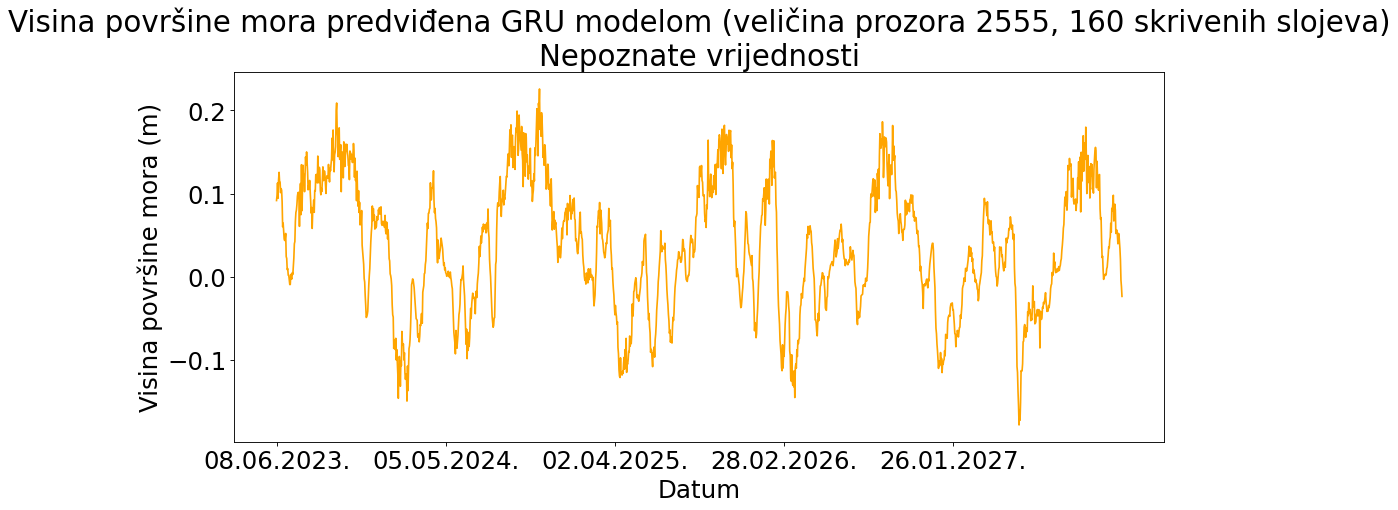 Visina površine mora predviđena GRU modelom (veličina prozora 2555, 160 skrivenih slojeva)
Nepoznate vrijednosti
Visina površine mora (m)
0.2
0.1
0.0
−0.1
08.06.2023. 05.05.2024. 02.04.2025. 28.02.2026. 26.01.2027.
Datum